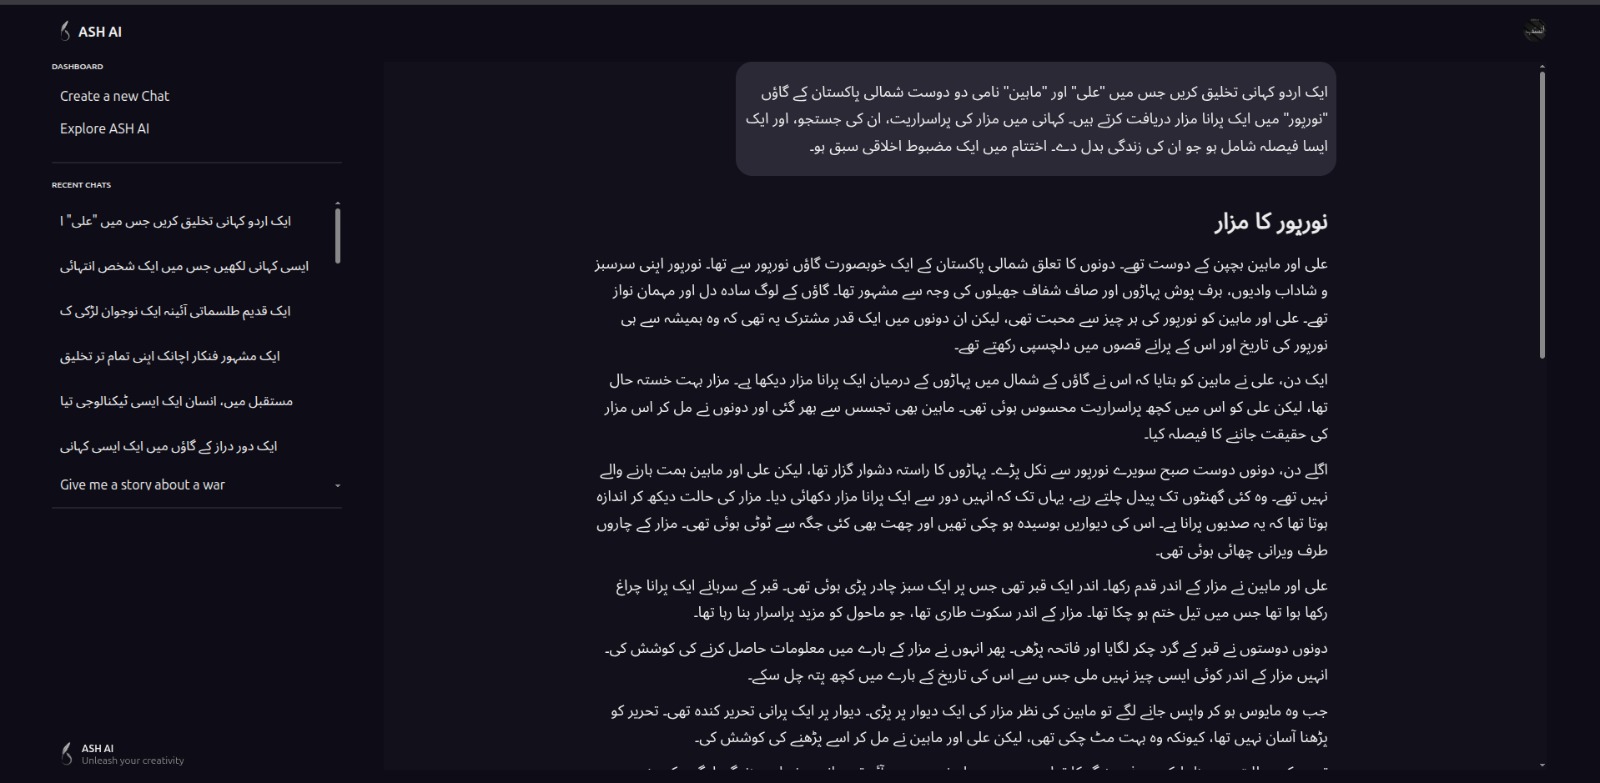 ASH AI
DASHBOARD
Create a new Chat
Explore ASH AI
RECENT CHATS
ایک اردو کہانی تخلیق کریں جس میں "علی" ا
ایسی کہانی لکھیں جس میں ایک شخص انتہائی
ایک قدیم طلسماتی آئینہ ایک نوجوان لڑکی ک
ایک مشہور فنکار اچانک اپنی تمام تر تخلیق
مستقبل میں، انسان ایک ایسی ٹیکنالوجی تیا
ایک دور دراز کے گاؤں میں ایک ایسی کہانی
Give me a story about a war
ASH AI
Unleash your creativity
ایک اردو کہانی تخلیق کریں جس میں "علی" اور "ماہین" نامی دو دوست شمالی پاکستان کے گاؤں
"نورپور" میں ایک پرانا مزار دریافت کرتے ہیں۔ کہانی میں مزار کی پراسراریت، ان کی جستجو، اور ایک
ایسا فیصلہ شامل ہو جو ان کی زندگی بدل دے۔ اختتام میں ایک مضبوط اخلاقی سبق ہو۔
نورپور کا مزار
علی اور ماہین بچپن کے دوست تھے۔ دونوں کا تعلق شمالی پاکستان کے ایک خوبصورت گاؤں نورپور سے تھا۔ نورپور اپنی سرسبز
و شاداب وادیوں، برف پوش پہاڑوں اور صاف شفاف جھیلوں کی وجہ سے مشہور تھا۔ گاؤں کے لوگ سادہ دل اور مہمان نواز
تھے۔ علی اور ماہین کو نورپور کی ہر چیز سے محبت تھی، لیکن ان دونوں میں ایک قدر مشترک یہ تھی کہ وہ ہمیشہ سے ہی
نورپور کی تاریخ اور اس کے پرانے قصوں میں دلچسپی رکھتے تھے۔
ایک دن، علی نے ماہین کو بتایا کہ اس نے گاؤں کے شمال میں پہاڑوں کے درمیان ایک پرانا مزار دیکھا ہے۔ مزار بہت خستہ حال
تھا، لیکن علی کو اس میں کچھ پراسراریت محسوس ہوئی تھی۔ ماہین بھی تجسس سے بھر گئی اور دونوں نے مل کر اس مزار
کی حقیقت جاننے کا فیصلہ کیا۔
اگلے دن، دونوں دوست صبح سویرے نورپور سے نکل پڑے۔ پہاڑوں کا راستہ دشوار گزار تھا، لیکن علی اور ماہین ہمت ہارنے والے
نہیں تھے۔ وہ کئی گھنٹوں تک پیدل چلتے رہے، یہاں تک کہ انہیں دور سے ایک پرانا مزار دکھائی دیا۔ مزار کی حالت دیکھ کر اندازہ
ہوتا تھا کہ یہ صدیوں پرانا ہے۔ اس کی دیواریں بوسیدہ ہو چکی تھیں اور چھت بھی کئی جگہ سے ٹوٹی ہوئی تھی۔ مزار کے چاروں
طرف ویرانی چھائی ہوئی تھی۔
علی اور ماہین نے مزار کے اندر قدم رکھا۔ اندر ایک قبر تھی جس پر ایک سبز چادر پڑی ہوئی تھی۔ قبر کے سرہانے ایک پرانا چراغ
رکھا ہوا تھا جس میں تیل ختم ہو چکا تھا۔ مزار کے اندر سکوت طاری تھا، جو ماحول کو مزید پراسرار بنا رہا تھا۔
دونوں دوستوں نے قبر کے گرد چکر لگایا اور فاتحہ پڑھی۔ پھر انہوں نے مزار کے بارے میں معلومات حاصل کرنے کی کوشش کی۔
انہیں مزار کے اندر کوئی ایسی چیز نہیں ملی جس سے اس کی تاریخ کے بارے میں کچھ پتہ چل سکے۔
جب وہ مایوس ہو کر واپس جانے لگے تو ماہین کی نظر مزار کی ایک دیوار پر پڑی۔ دیوار پر ایک پرانی تحریر کندہ تھی۔ تحریر کو
پڑھنا آسان نہیں تھا، کیونکہ وہ بہت مٹ چکی تھی، لیکن علی اور ماہین نے مل کر اسے پڑھنے کی کوشش کی۔